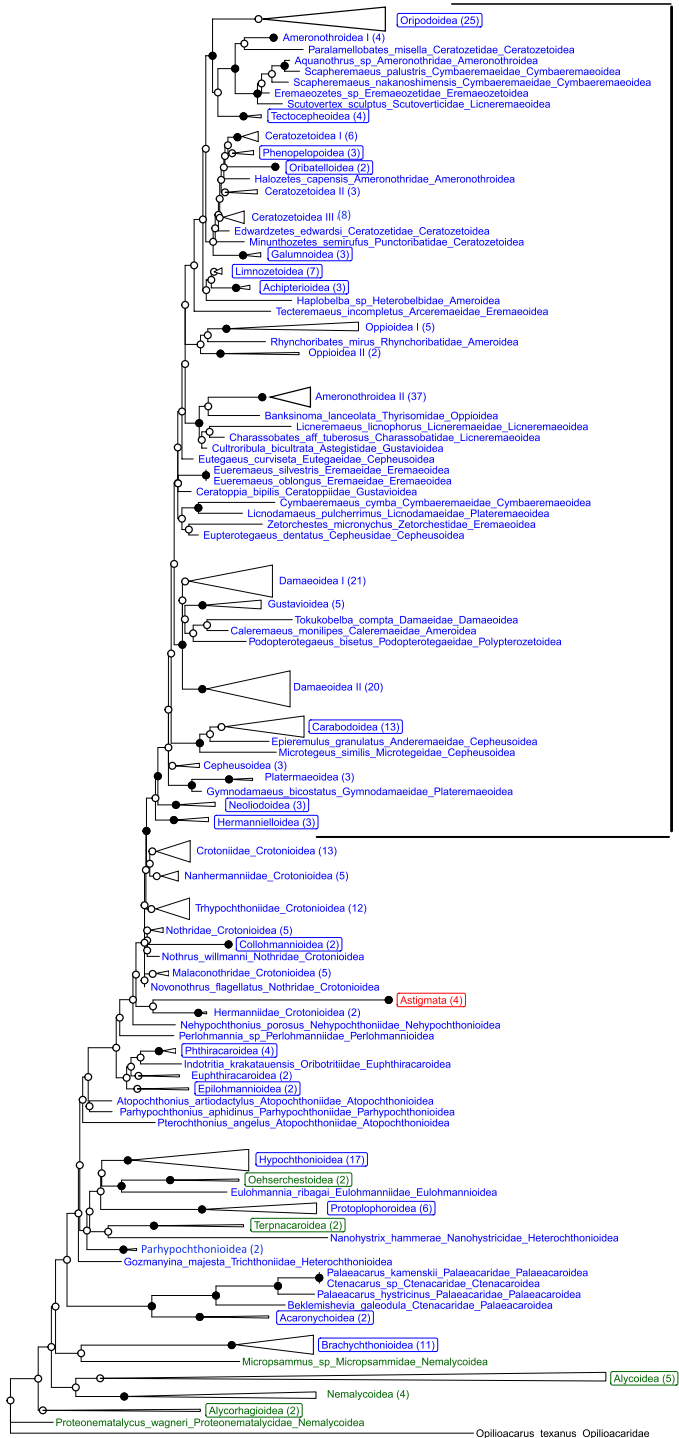 Oripodoidea (25)
Ameronothroidea I (4)
Paralamellobates_misella_Ceratozetidae_Ceratozetoidea
Aquanothrus_sp_Ameronothridae_Ameronothroidea
Scapheremaeus_palustris_Cymbaeremaeidae_Cymbaeremaeoidea
Scapheremaeus_nakanoshimensis_Cymbaeremaeidae_Cymbaeremaeoidea
Eremaeozetes_sp_Eremaeozetidae_Eremaeozetoidea
Scutovertex_sculptus_Scutoverticidae_Licneremaeoidea
Tectocepheoidea (4)
Ceratozetoidea I (6)
Phenopelopoidea (3)
Oribatelloidea (2)
Halozetes_capensis_Ameronothridae_Ameronothroidea
Ceratozetoidea II (3)
Ceratozetoidea III (8)
Edwardzetes_edwardsi_Ceratozetidae_Ceratozetoidea
Minunthozetes_semirufus_Punctoribatidae_Ceratozetoidea
Galumnoidea (3)
Limnozetoidea (7)
Achipterioidea (3)
Haplobelba_sp_Heterobelbidae_Ameroidea
Tecteremaeus_incompletus_Arceremaeidae_Eremaeoidea
Oppioidea I (5)
Rhynchoribates_mirus_Rhynchoribatidae_Ameroidea
Oppioidea II (2)
Ameronothroidea II (37)
Banksinoma_lanceolata_Thyrisomidae_Oppioidea
Licneremaeus_licnophorus_Licneremaeidae_Licneremaeoidea
Charassobates_aff_tuberosus_Charassobatidae_Licneremaeoidea
Cultroribula_bicultrata_Astegistidae_Gustavioidea
Eutegaeus_curviseta_Eutegaeidae_Cepheusoidea
Eueremaeus_silvestris_Eremaeidae_Eremaeoidea
Eueremaeus_oblongus_Eremaeidae_Eremaeoidea
Ceratoppia_bipilis_Ceratoppiidae_Gustavioidea
Cymbaeremaeus_cymba_Cymbaeremaeidae_Cymbaeremaeoidea
Licnodamaeus_pulcherrimus_Licnodamaeidae_Plateremaeoidea
Zetorchestes_micronychus_Zetorchestidae_Eremaeoidea
Eupterotegaeus_dentatus_Cepheusidae_Cepheusoidea
Damaeoidea I (21)
Gustavioidea (5)
Tokukobelba_compta_Damaeidae_Damaeoidea
Caleremaeus_monilipes_Caleremaeidae_Ameroidea
Podopterotegaeus_bisetus_Podopterotegaeidae_Polypterozetoidea
Damaeoidea II (20)
Carabodoidea (13)
Epieremulus_granulatus_Anderemaeidae_Cepheusoidea
Microtegeus_similis_Microtegeidae_Cepheusoidea
Cepheusoidea (3)
Platermaeoidea (3)
Gymnodamaeus_bicostatus_Gymnodamaeidae_Plateremaeoidea
Neoliodoidea (3)
Hermannielloidea (3)
Crotoniidae_Crotonioidea (13)
Nanhermanniidae_Crotonioidea (5)
Trhypochthoniidae_Crotonioidea (12)
Nothridae_Crotonioidea (5)
Collohmannioidea (2)
Nothrus_willmanni_Nothridae_Crotonioidea
Malaconothridae_Crotonioidea (5)
Novonothrus_flagellatus_Nothridae_Crotonioidea
Astigmata (4)
Hermanniidae_Crotonioidea (2)
Nehypochthonius_porosus_Nehypochthoniidae_Nehypochthonioidea
Perlohmannia_sp_Perlohmanniidae_Perlohmannioidea
Phthiracaroidea (4)
Indotritia_krakatauensis_Oribotritiidae_Euphthiracaroidea
Euphthiracaroidea (2)
Epilohmannioidea (2)
Atopochthonius_artiodactylus_Atopochthoniidae_Atopochthonioidea
Parhypochthonius_aphidinus_Parhypochthoniidae_Parhypochthonioidea
Pterochthonius_angelus_Atopochthoniidae_Atopochthonioidea
Hypochthonioidea (17)
Oehserchestoidea (2)
Eulohmannia_ribagai_Eulohmanniidae_Eulohmannioidea
Protoplophoroidea (6)
Terpnacaroidea (2)
Nanohystrix_hammerae_Nanohystricidae_Heterochthonioidea
Parhypochthonioidea (2)
Gozmanyina_majesta_Trichthoniidae_Heterochthonioidea
Palaeacarus_kamenskii_Palaeacaridae_Palaeacaroidea
Ctenacarus_sp_Ctenacaridae_Ctenacaroidea
Palaeacarus_hystricinus_Palaeacaridae_Palaeacaroidea
Beklemishevia_galeodula_Ctenacaridae_Palaeacaroidea
Acaronychoidea (2)
Brachychthonioidea (11)
Micropsammus_sp_Micropsammidae_Nemalycoidea
Alycoidea (5)
Nemalycoidea (4)
Alycorhagioidea (2)
Proteonematalycus_wagneri_Proteonematalycidae_Nemalycoidea
Opilioacarus_texanus_Opilioacaridae